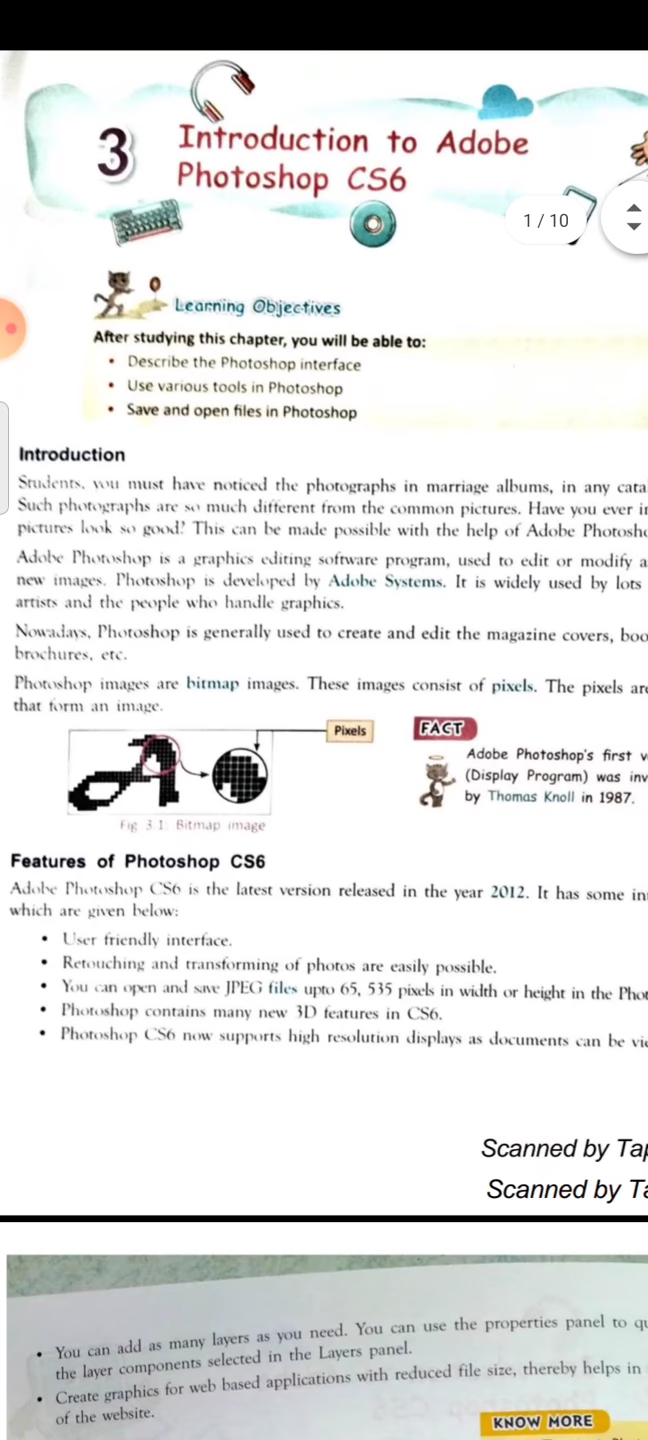 3
Introduction to Adobe
Photoshop CS6
1 / 10
Learning Objectives
After studying this chapter, you will be able to:
• Describe the Photoshop interface
• Use various tools in Photoshop
• Save and open files in Photoshop
Introduction
Students, you must have noticed the photographs in marriage albums, in any
Such photographs are so much different from the common pictures. Have you ever
pictures look so good? This can be made possible with the help of Adobe
Adobe Photoshop is a graphics editing software program, used to edit or modify
new images. Photoshop is developed by Adobe Systems. It is widely used by lots
artists and the people who handle graphics.
Nowadays, Photoshop is generally used to create and edit the magazine covers,
brochures, etc.
Photoshop images are bitmap images. These images consist of pixels. The pixels
that form an image.
Pixels
FACT
Adobe Photoshop's first
(Display Program) was
by Thomas Knoll in 1987.
Fig 3.1: Bitmap image
Features of Photoshop CS6
Adobe Photoshop CS6 is the latest version released in the year 2012. It has some
which are given below:
• User friendly interface.
• Retouching and transforming of photos are easily possible.
• You can open and save JPEG files upto 65, 535 pixels in width or height in the
• Photoshop contains many new 3D features in CS6.
• Photoshop CS6 now supports high resolution displays as documents can be
Scanned by
Scanned by
• You can add as many layers as you need. You can use the properties panel to
the layer components selected in the Layers panel.
• Create graphics for web based applications with reduced file size, thereby helps in
of the website.
KNOW MORE